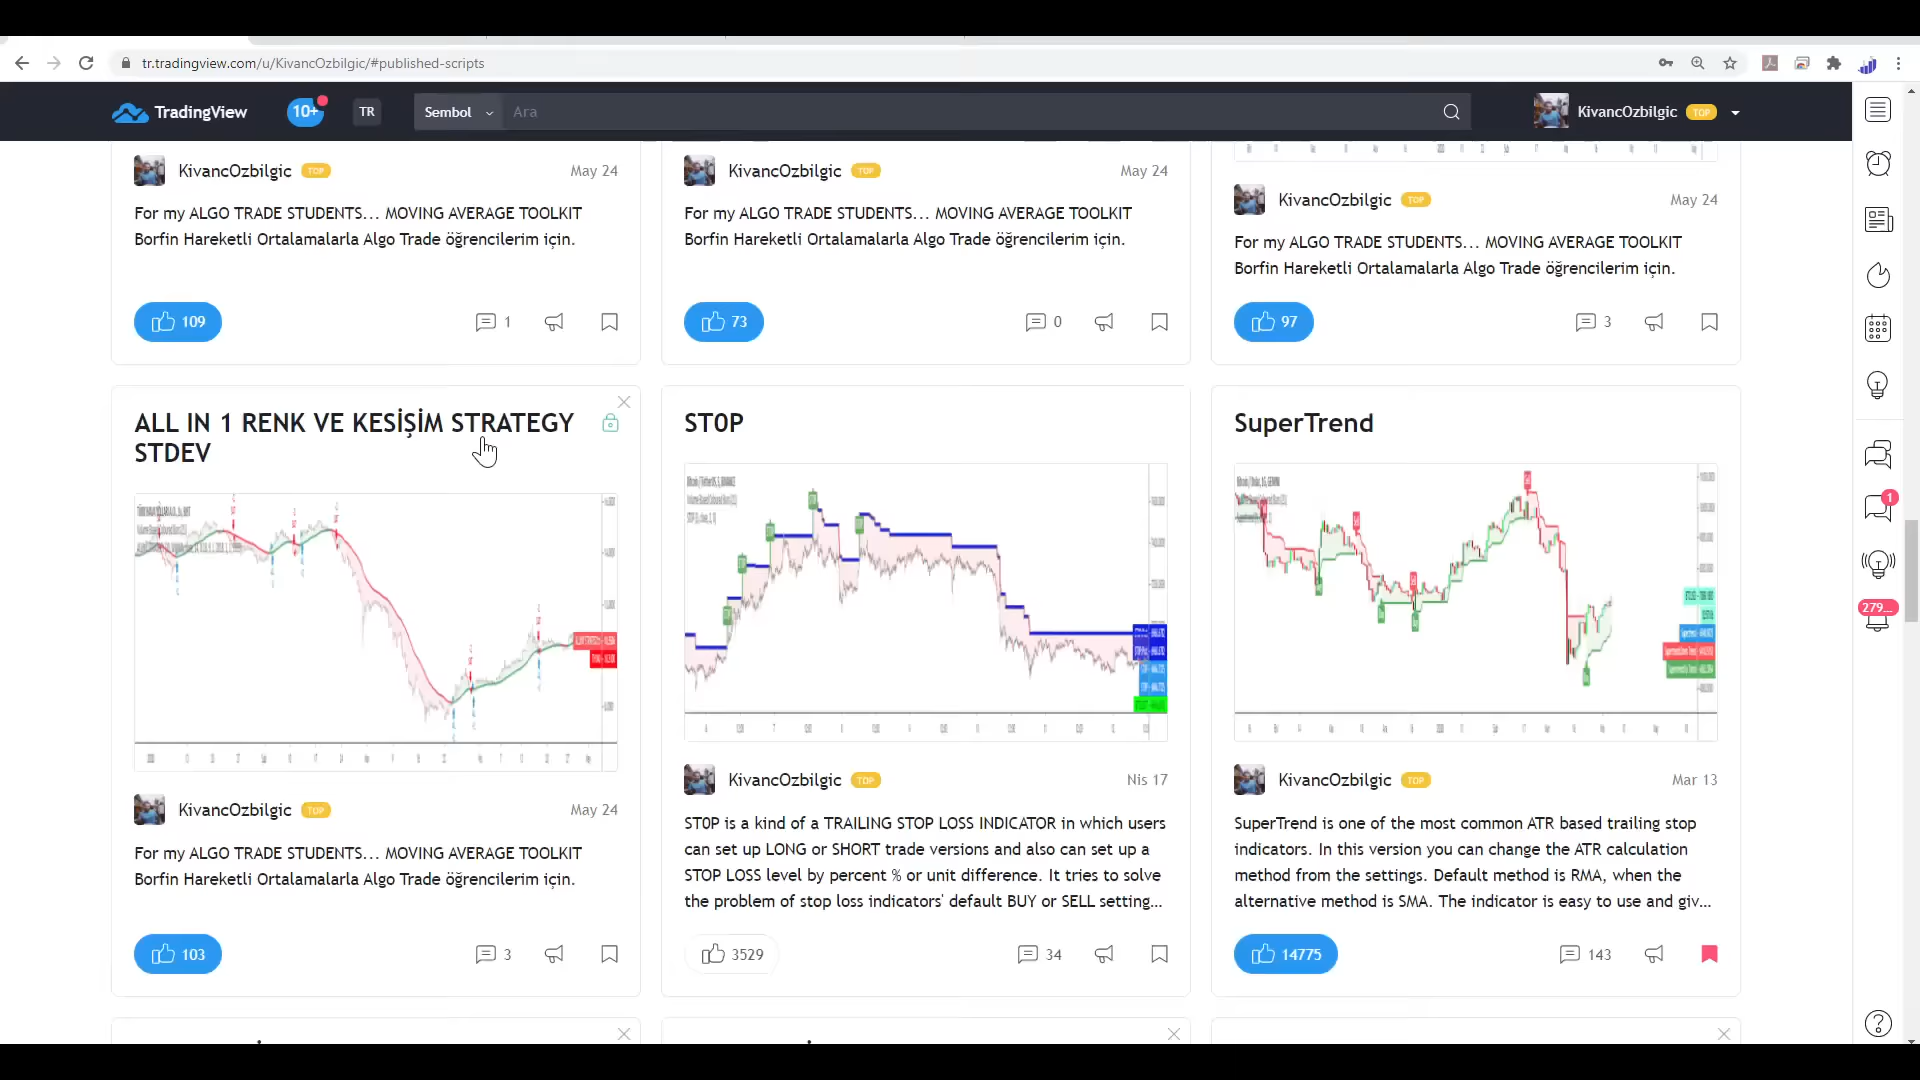 tr.tradingview.com/u/KivancOzbilgic/#published-scripts
TradingView
10+
TR
Sembol
Ara
KivancOzbilgic TOP
KivancOzbilgic TOP
May 24
For my ALGO TRADE STUDENTS... MOVING AVERAGE TOOLKIT
Borfin Hareketli Ortalamalarla Algo Trade öğrencilerim için.
109
1
KivancOzbilgic TOP
May 24
For my ALGO TRADE STUDENTS... MOVING AVERAGE TOOLKIT
Borfin Hareketli Ortalamalarla Algo Trade öğrencilerim için.
73
0
KivancOzbilgic TOP
May 24
For my ALGO TRADE STUDENTS... MOVING AVERAGE TOOLKIT
Borfin Hareketli Ortalamalarla Algo Trade öğrencilerim için.
97
3
ALL IN 1 RENK VE KESİŞİM STRATEGY
STDEV
KivancOzbilgic TOP
May 24
For my ALGO TRADE STUDENTS... MOVING AVERAGE TOOLKIT
Borfin Hareketli Ortalamalarla Algo Trade öğrencilerim için.
103
3
ST0P
KivancOzbilgic TOP
Nis 17
ST0P is a kind of a TRAILING STOP LOSS INDICATOR in which users
can set up LONG or SHORT trade versions and also can set up a
STOP LOSS level by percent % or unit difference. It tries to solve
the problem of stop loss indicators' default BUY or SELL setting...
3529
34
SuperTrend
KivancOzbilgic TOP
Mar 13
SuperTrend is one of the most common ATR based trailing stop
indicators. In this version you can change the ATR calculation
method from the settings. Default method is RMA, when the
alternative method is SMA. The indicator is easy to use and giv...
14775
143
1
279...